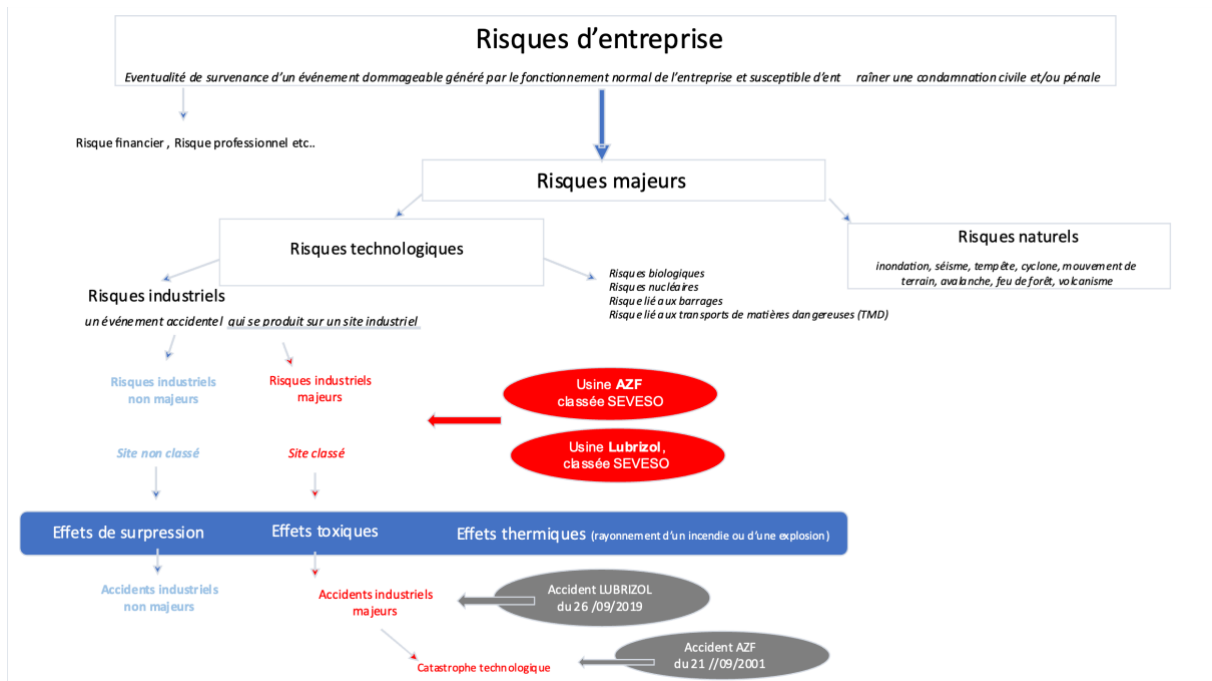 Risques d’entreprise
Eventualité de survenance d’un événement dommageable généré par le fonctionnement normal de l’entreprise et susceptible d’ent raîner une condamnation civile et/ou pénale
Risque financier , Risque professionnel etc..
Risques majeurs
Risques technologiques
Risques naturels
inondation, séisme, tempête, cyclone, mouvement de
terrain, avalanche, feu de forêt, volcanisme
Risques biologiques
Risques nucléaires
Risque lié aux barrages
Risque lié aux transports de matières dangereuses (TMD)
Risques industriels
un événement accidentel qui se produit sur un site industriel
Risques industriels
non majeurs
Risques industriels
majeurs
Usine AZF
classée SEVESO
Usine Lubrizol,
classée SEVESO
Site non classé
Site classé
Effets de surpression
Effets toxiques
Effets thermiques (rayonnement d’un incendie ou d’une explosion)
Accidents industriels
non majeurs
Accidents industriels
majeurs
Accident LUBRIZOL
du 26 /09/2019
Accident AZF
du 21 //09/2001
Catastrophe technologique